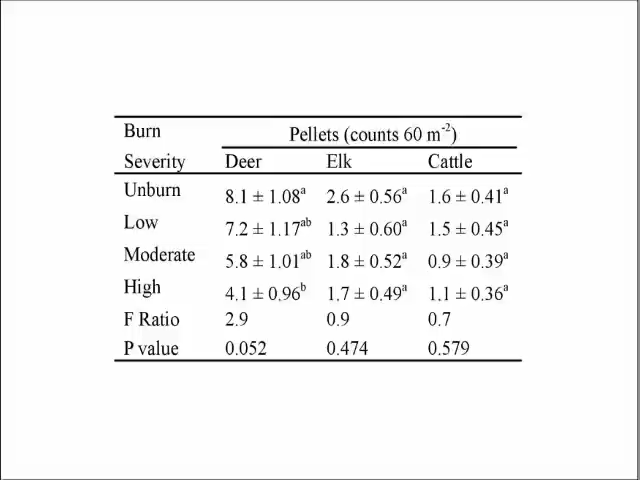 Burn Pellets (counts 60 m⁻²)
Severity Deer Elk Cattle
Unburn 8.1 ± 1.08ᵃ 2.6 ± 0.56ᵃ 1.6 ± 0.41ᵃ
Low 7.2 ± 1.17ᵃᵇ 1.3 ± 0.60ᵃ 1.5 ± 0.45ᵃ
Moderate 5.8 ± 1.01ᵃᵇ 1.8 ± 0.52ᵃ 0.9 ± 0.39ᵃ
High 4.1 ± 0.96ᵇ 1.7 ± 0.49ᵃ 1.1 ± 0.36ᵃ
F Ratio 2.9 0.9 0.7
P value 0.052 0.474 0.579